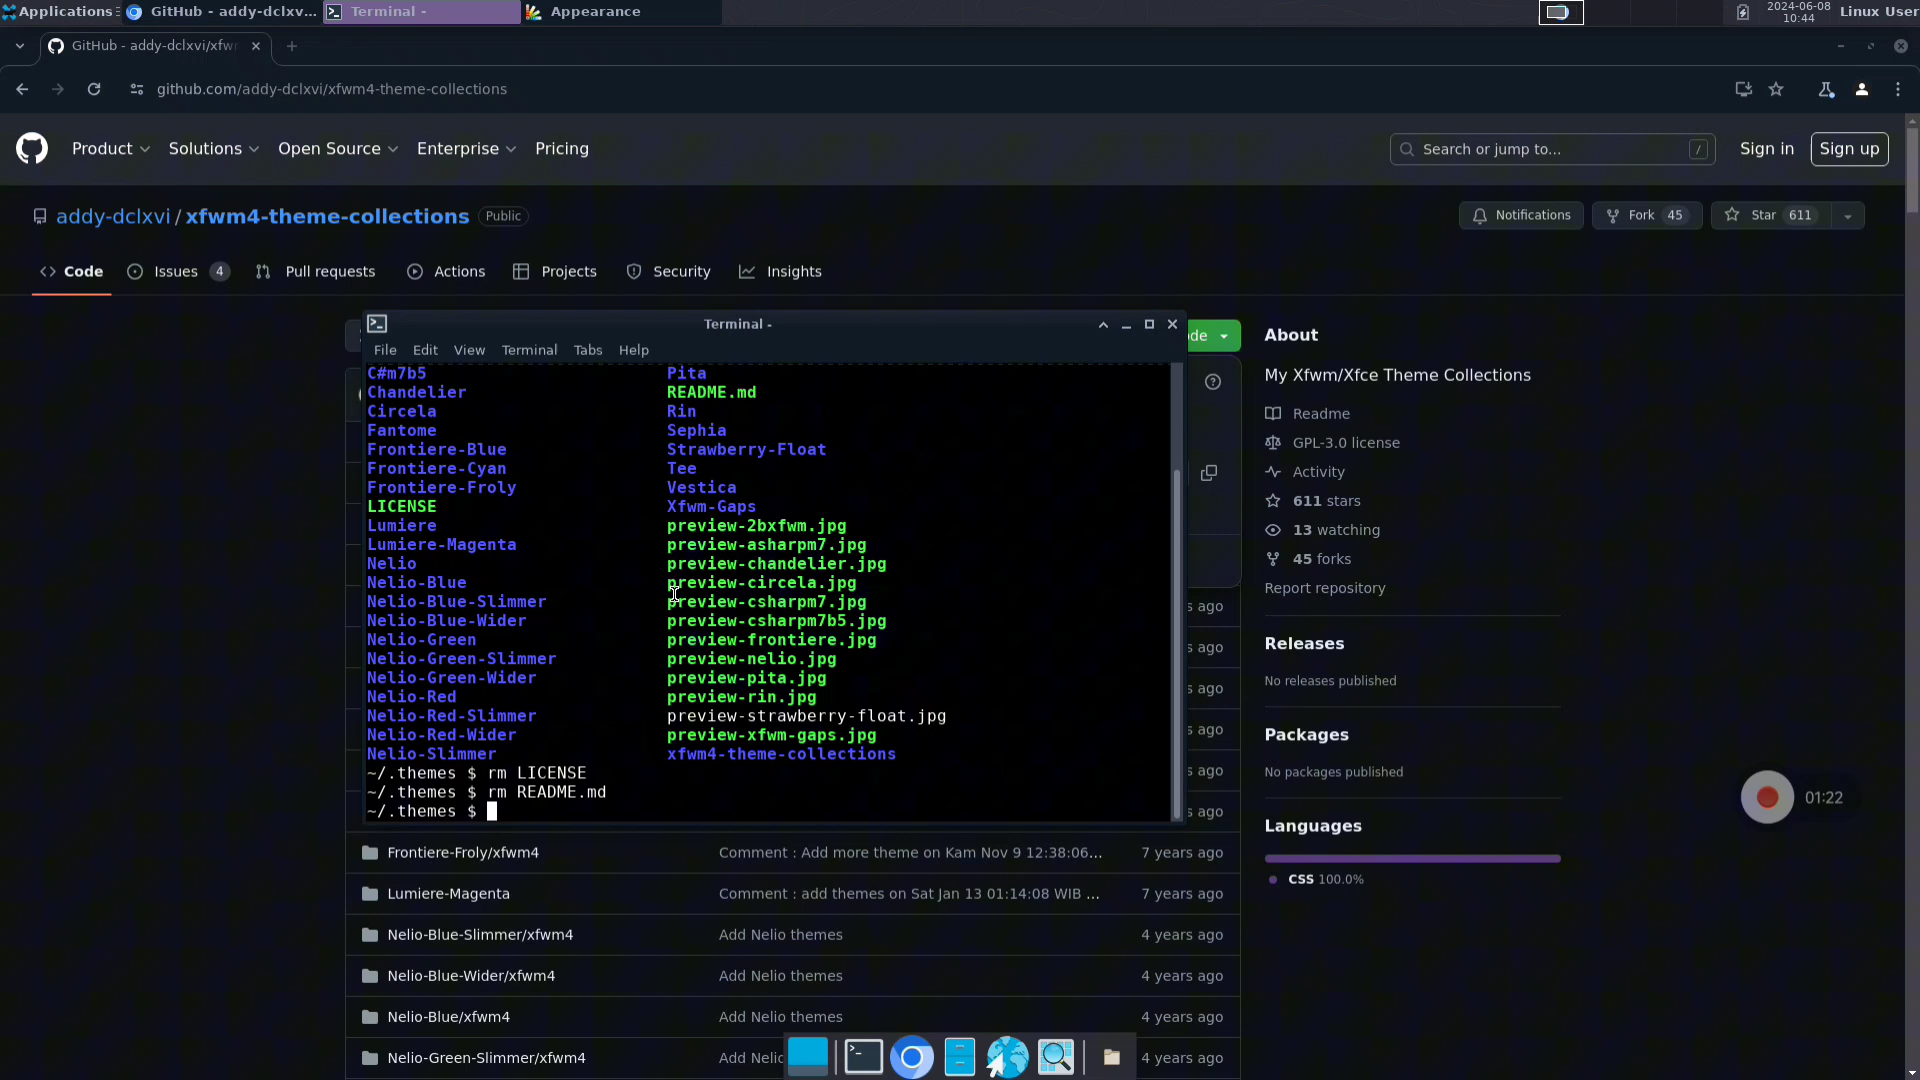 Applications
GitHub - addy-dclxv...
Terminal -
Appearance
2024-06-08
10:44
Linux User
GitHub - addy-dclxvi/xfw
github.com/addy-dclxvi/xfwm4-theme-collections
Product
Solutions
Open Source
Enterprise
Pricing
Search or jump to...
/
Sign in
Sign up
addy-dclxvi / xfwm4-theme-collections
Public
Notifications
Fork 45
Star 611
Code
Issues 4
Pull requests
Actions
Projects
Security
Insights
Terminal -
File Edit View Terminal Tabs Help
C#m7b5 Pita
Chandelier README.md
Circela Rin
Fantome Sephia
Frontiere-Blue Strawberry-Float
Frontiere-Cyan Tee
Frontiere-Froly Vestica
LICENSE Xfwm-Gaps
Lumiere preview-2bxfwm.jpg
Lumiere-Magenta preview-asharpm7.jpg
Nelio preview-chandelier.jpg
Nelio-Blue preview-circela.jpg
Nelio-Blue-Slimmer preview-csharpm7.jpg
Nelio-Blue-Wider preview-csharpm7b5.jpg
Nelio-Green preview-frontiere.jpg
Nelio-Green-Slimmer preview-nelio.jpg
Nelio-Green-Wider preview-pita.jpg
Nelio-Red preview-rin.jpg
Nelio-Red-Slimmer preview-strawberry-float.jpg
Nelio-Red-Wider preview-xfwm-gaps.jpg
Nelio-Slimmer xfwm4-theme-collections
~/.themes $ rm LICENSE
~/.themes $ rm README.md
~/.themes $
de
s ago
s ago
s ago
s ago
s ago
s ago
Frontiere-Froly/xfwm4 Comment : Add more theme on Kam Nov 9 12:38:06... 7 years ago
Lumiere-Magenta Comment : add themes on Sat Jan 13 01:14:08 WIB ... 7 years ago
Nelio-Blue-Slimmer/xfwm4 Add Nelio themes 4 years ago
Nelio-Blue-Wider/xfwm4 Add Nelio themes 4 years ago
Nelio-Blue/xfwm4 Add Nelio themes 4 years ago
Nelio-Green-Slimmer/xfwm4 Add Nelio 4 years ago
About
My Xfwm/Xfce Theme Collections
Readme
GPL-3.0 license
Activity
611 stars
13 watching
45 forks
Report repository
Releases
No releases published
Packages
No packages published
Languages
CSS 100.0%
01:22